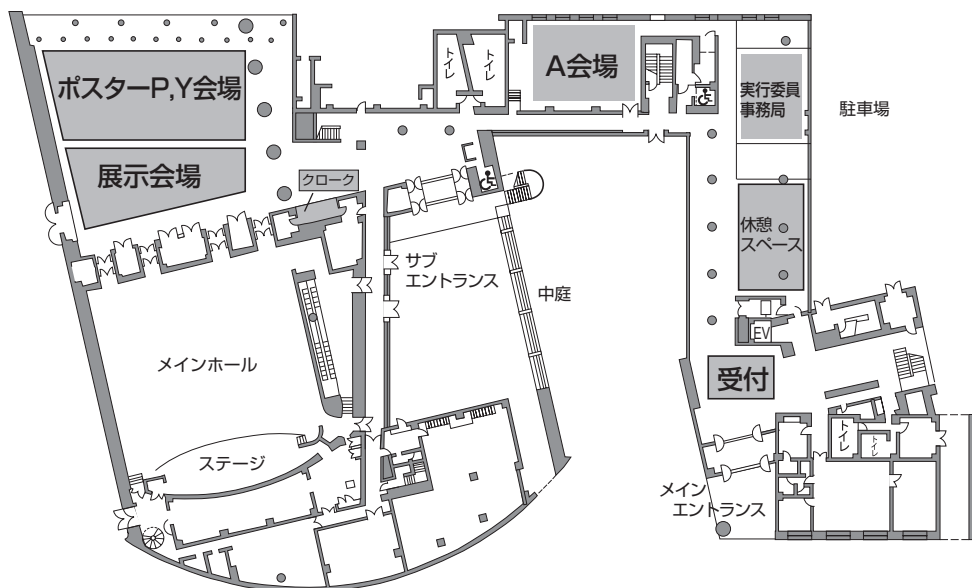 ポスターP,Y会場
展示会場
クローク
トイレ
トイレ
A会場
実行委員
事務局
駐車場
休憩
スペース
サブ
エントランス
中庭
EV
メインホール
受付
ステージ
トイレ
トイレ
メイン
エントランス